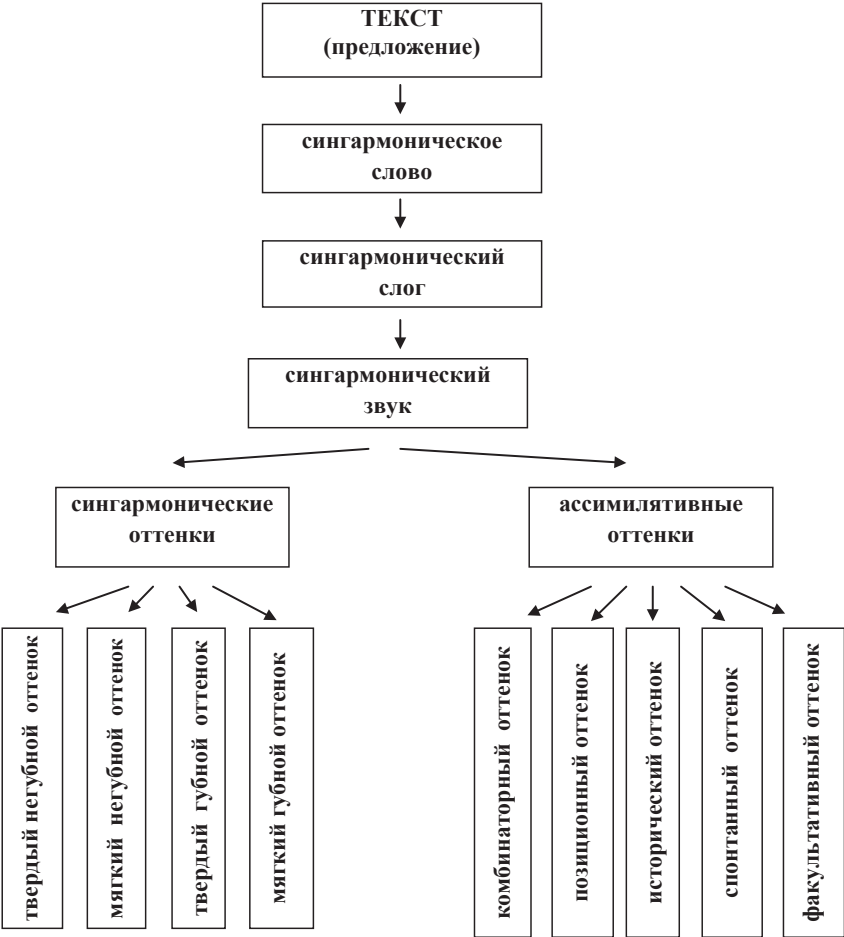 ТЕКСТ
(предложение)
сингармоническое
слово
сингармонический
слог
сингармонический
звук
сингармонические
оттенки
ассимилятивные
оттенки
твердый негубной оттенок
мягкий негубной оттенок
твердый губной оттенок
мягкий губной оттенок
комбинаторный оттенок
позиционный оттенок
исторический оттенок
спонтанный оттенок
факультативный оттенок